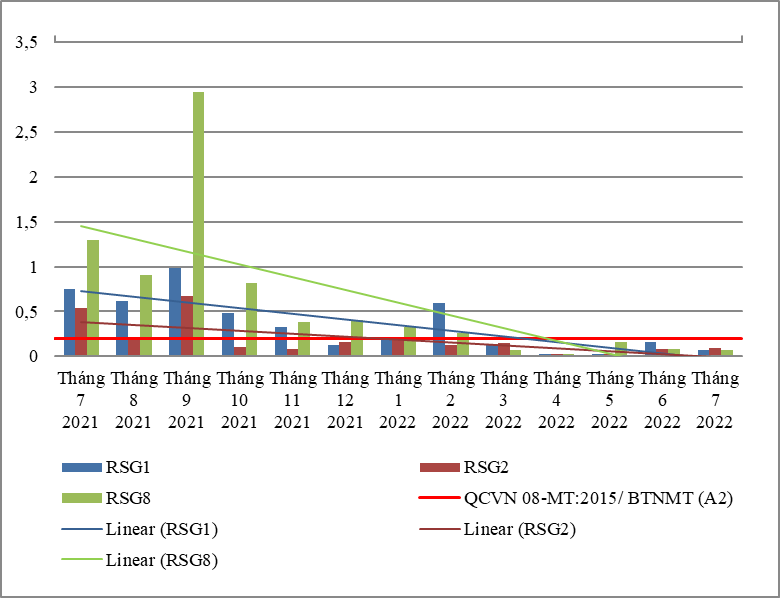 3,5
3
2,5
2
1,5
1
0,5
0
Tháng Tháng Tháng Tháng Tháng Tháng Tháng Tháng Tháng Tháng Tháng Tháng Tháng
7 8 9 10 11 12 1 2 3 4 5 6 7
2021 2021 2021 2021 2021 2021 2022 2022 2022 2022 2022 2022 2022
RSG1 RSG2
RSG8 QCVN 08-MT:2015/ BTNMT (A2)
Linear (RSG1) Linear (RSG2)
Linear (RSG8)